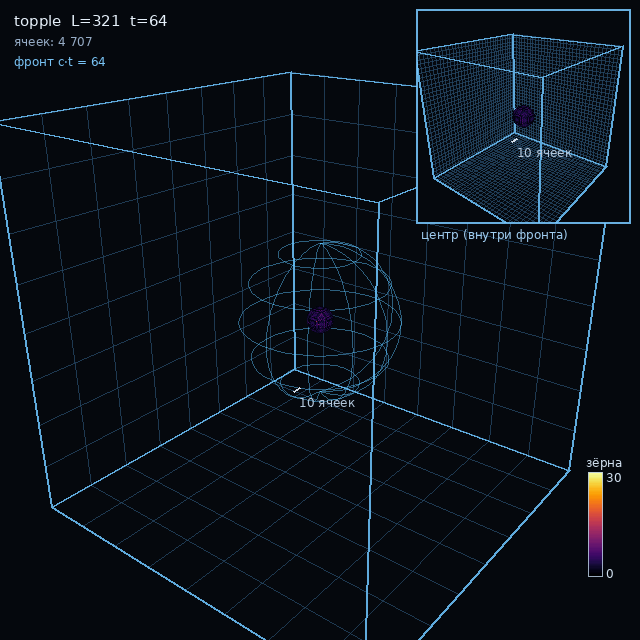 topple L=321 t=64
ячеек: 4 707
фронт c·t = 64
10 ячеек
центр (внутри фронта)
10 ячеек
зёрна
30
0